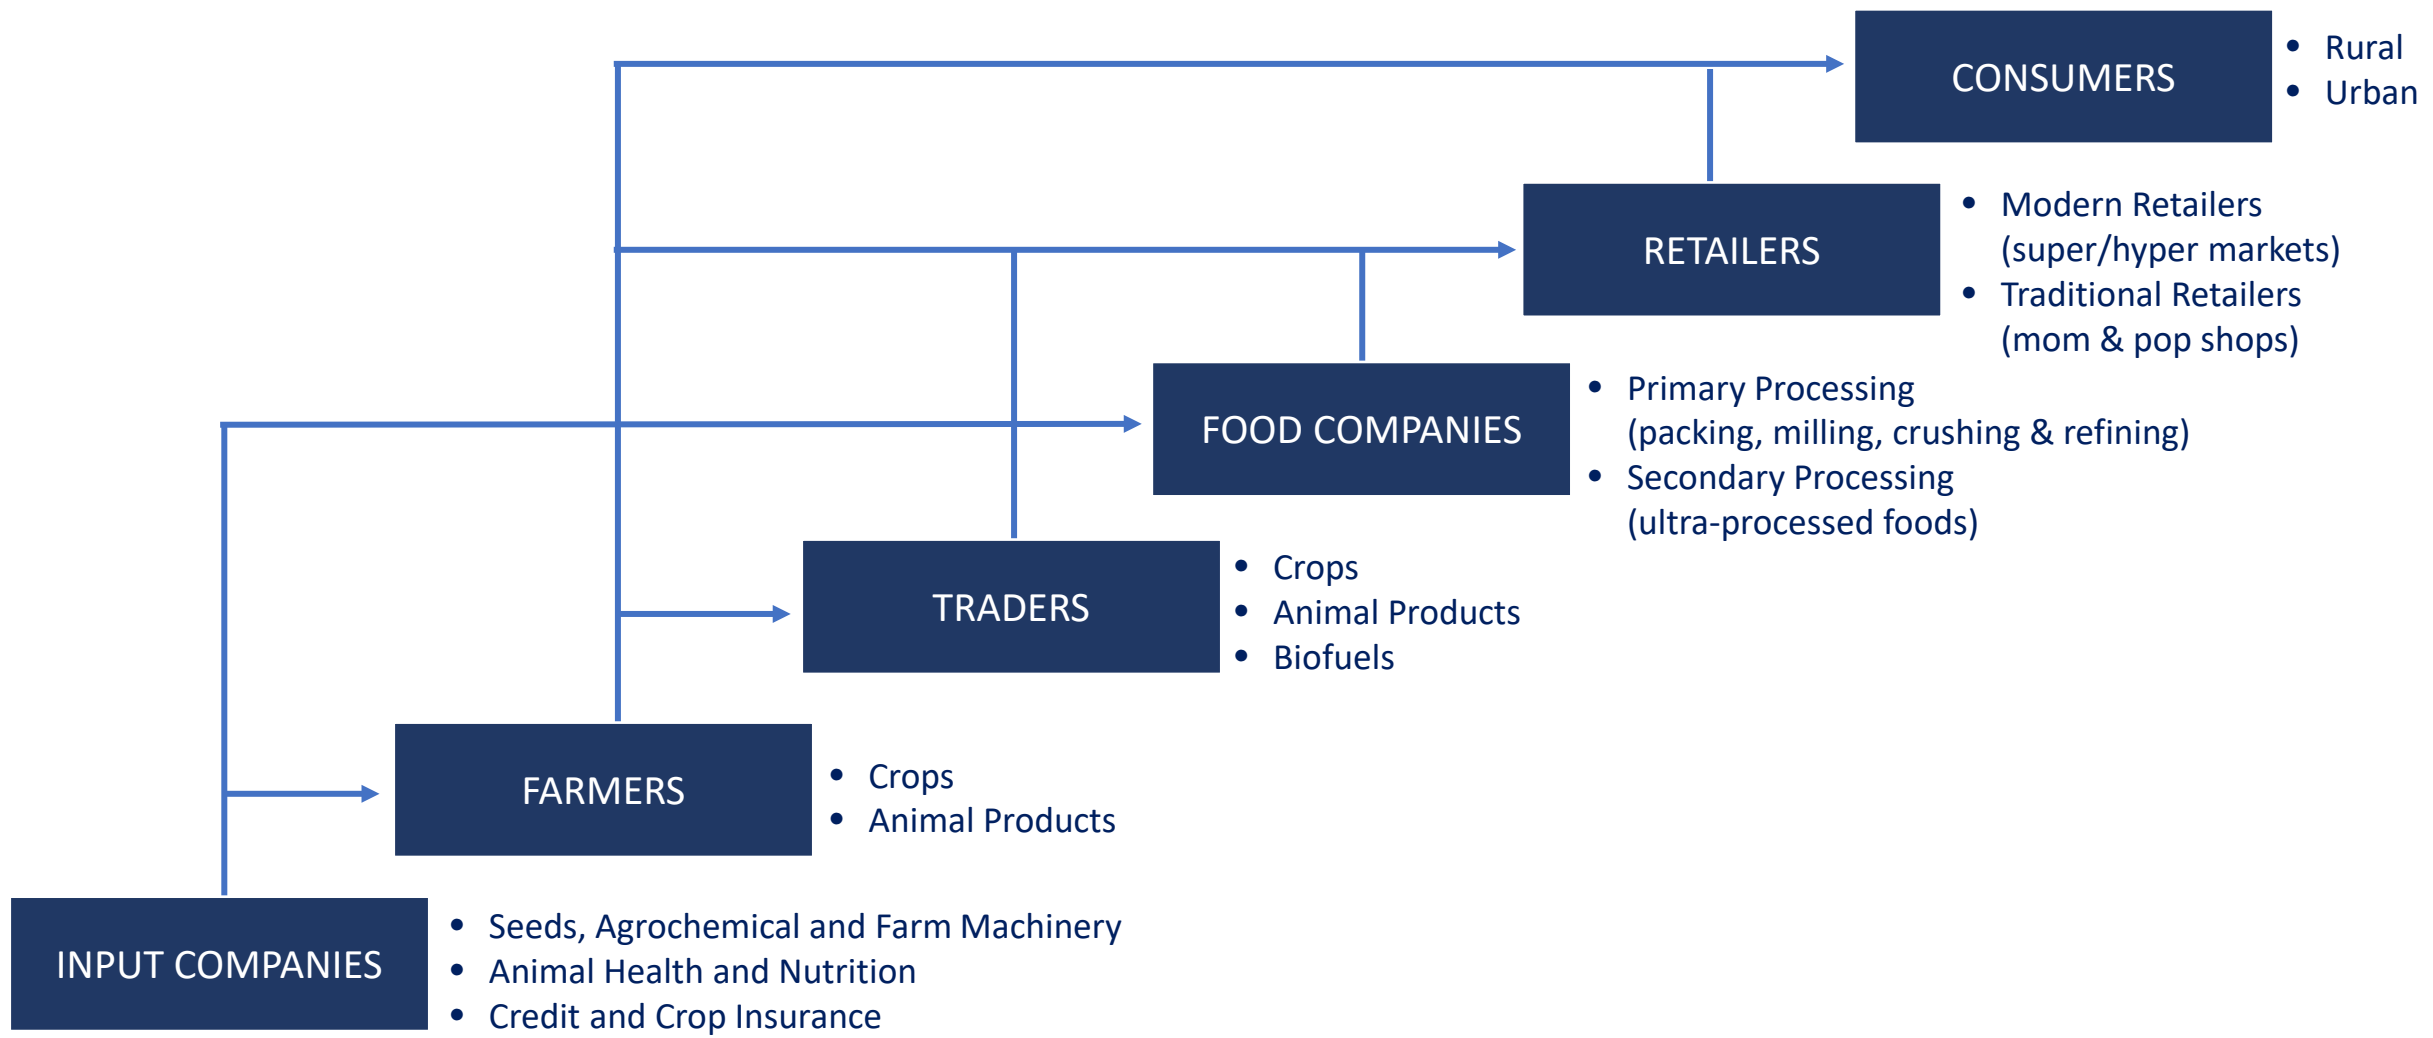 CONSUMERS
• Rural
• Urban
RETAILERS
• Modern Retailers
(super/hyper markets)
• Traditional Retailers
(mom & pop shops)
FOOD COMPANIES
• Primary Processing
(packing, milling, crushing & refining)
• Secondary Processing
(ultra-processed foods)
TRADERS
• Crops
• Animal Products
• Biofuels
FARMERS
• Crops
• Animal Products
INPUT COMPANIES
• Seeds, Agrochemical and Farm Machinery
• Animal Health and Nutrition
• Credit and Crop Insurance